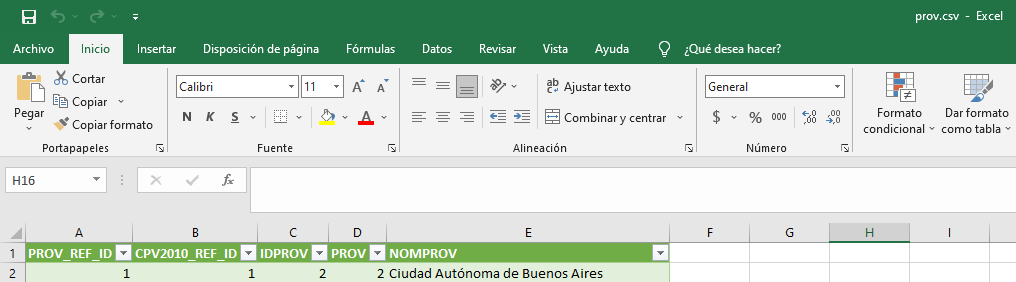 prov.csv - Excel
Archivo Inicio Insertar Disposición de página Fórmulas Datos Revisar Vista Ayuda ¿Qué desea hacer?
Pegar
Cortar
Copiar
Copiar formato
Portapapeles
Calibri 11 A A
N K S A
Fuente
ab Ajustar texto
Combinar y centrar
Alineación
General
$ % 000 ,00 ,00
Número
Formato condicional
Dar formato como tabla
H16 fx
A B C D E F G H I
1 PROV_REF_ID CPV2010_REF_ID IDPROV PROV NOMPROV
2 1 1 2 2 Ciudad Autónoma de Buenos Aires